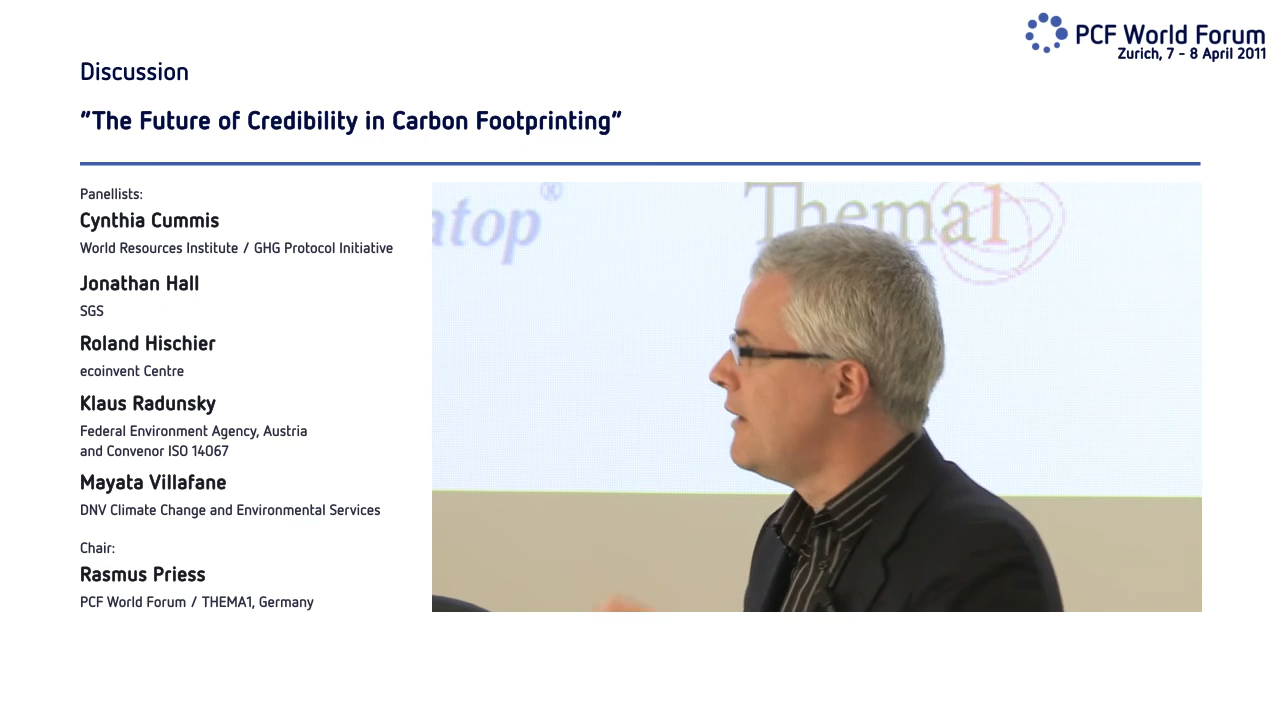 PCF World Forum
Zurich, 7 - 8 April 2011
Discussion
"The Future of Credibility in Carbon Footprinting"
Panellists:
Cynthia Cummis
World Resources Institute / GHG Protocol Initiative
Jonathan Hall
SGS
Roland Hischier
ecoinvent Centre
Klaus Radunsky
Federal Environment Agency, Austria
and Convenor ISO 14067
Mayata Villafane
DNV Climate Change and Environmental Services
Chair:
Rasmus Priess
PCF World Forum / THEMA1, Germany
Thema1